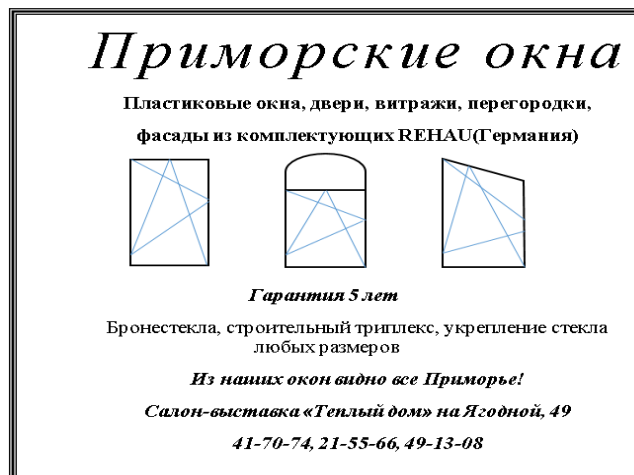 Приморские окна
Пластиковые окна, двери, витражи, перегородки,
фасады из комплектующих REHAU(Германия)
Гарантия 5 лет
Бронестекла, строительный триплекс, укрепление стекла
любых размеров
Из наших окон видно все Приморье!
Салон-выставка «Теплый дом» на Ягодной, 49
41-70-74, 21-55-66, 49-13-08